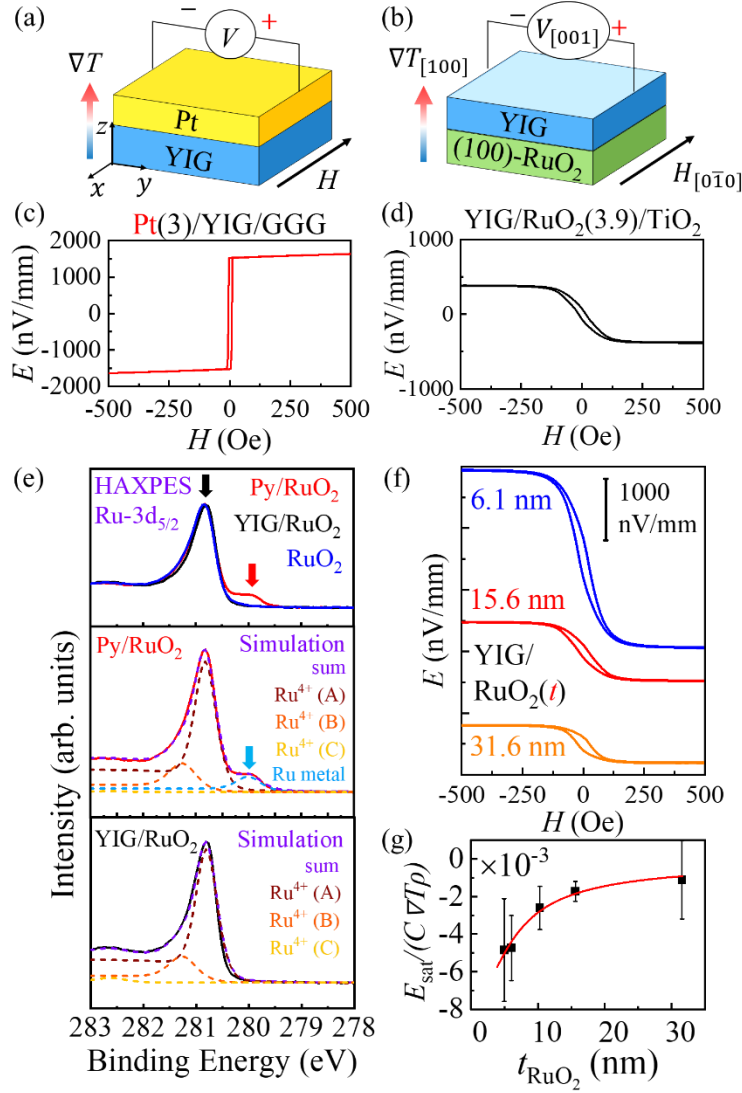 (a)
− V +
∇T
Pt
YIG
z
x
y
H
(b)
− V[001] +
∇T[100]
YIG
(100)-RuO₂
H[01̄0]
(c)
Pt(3)/YIG/GGG
2000
1000
0
-1000
-2000
E (nV/mm)
-500 -250 0 250 500
H (Oe)
(d)
YIG/RuO₂(3.9)/TiO₂
1000
0
-1000
E (nV/mm)
-500 -250 0 250 500
H (Oe)
(e)
HAXPES
Ru-3d5/2
Py/RuO₂
YIG/RuO₂
RuO₂
Py/RuO₂
Simulation
sum
Ru⁴⁺ (A)
Ru⁴⁺ (B)
Ru⁴⁺ (C)
Ru metal
YIG/RuO₂
Simulation
sum
Ru⁴⁺ (A)
Ru⁴⁺ (B)
Ru⁴⁺ (C)
Intensity (arb. units)
283 282 281 280 279 278
Binding Energy (eV)
(f)
1000
nV/mm
6.1 nm
15.6 nm
YIG/
RuO₂(t)
31.6 nm
E (nV/mm)
-500 -250 0 250 500
H (Oe)
(g)
×10⁻³
0
-2
-4
-6
-8
Esat/(C∇Tρ)
0 10 20 30
tRuO₂ (nm)